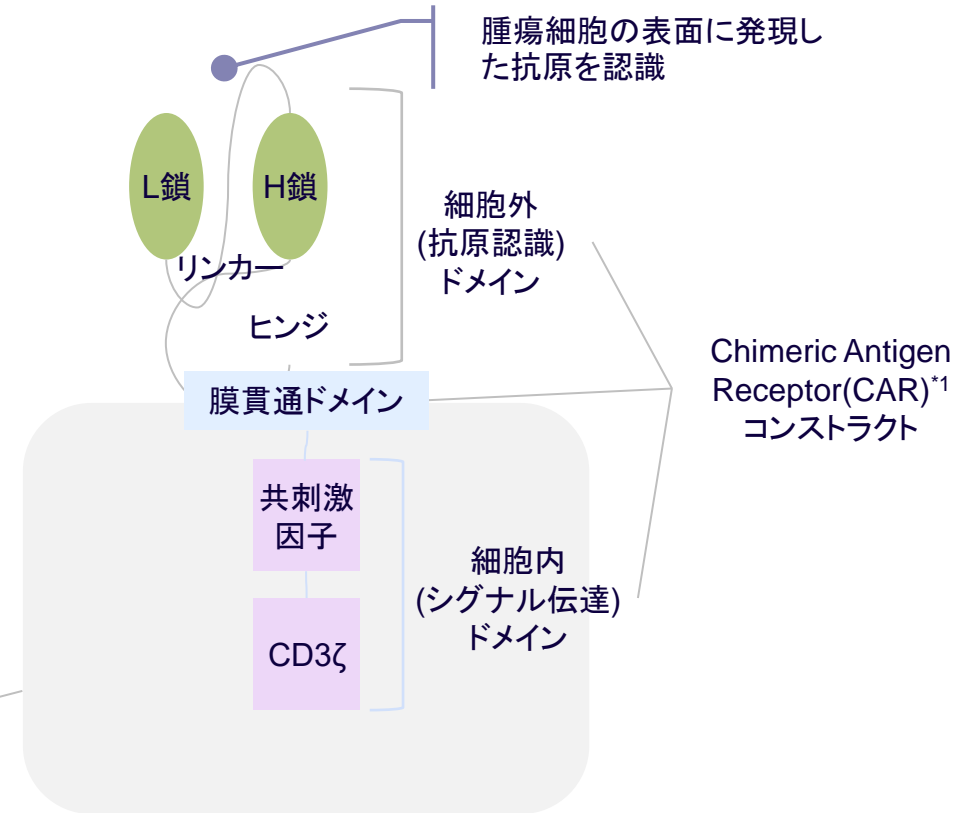 腫瘍細胞の表面に発現し
た抗原を認識
L鎖
H鎖
リンカー
ヒンジ
細胞外
(抗原認識)
ドメイン
膜貫通ドメイン
Chimeric Antigen
Receptor(CAR)*1
コンストラクト
共刺激
因子
CD3ζ
細胞内
(シグナル伝達)
ドメイン